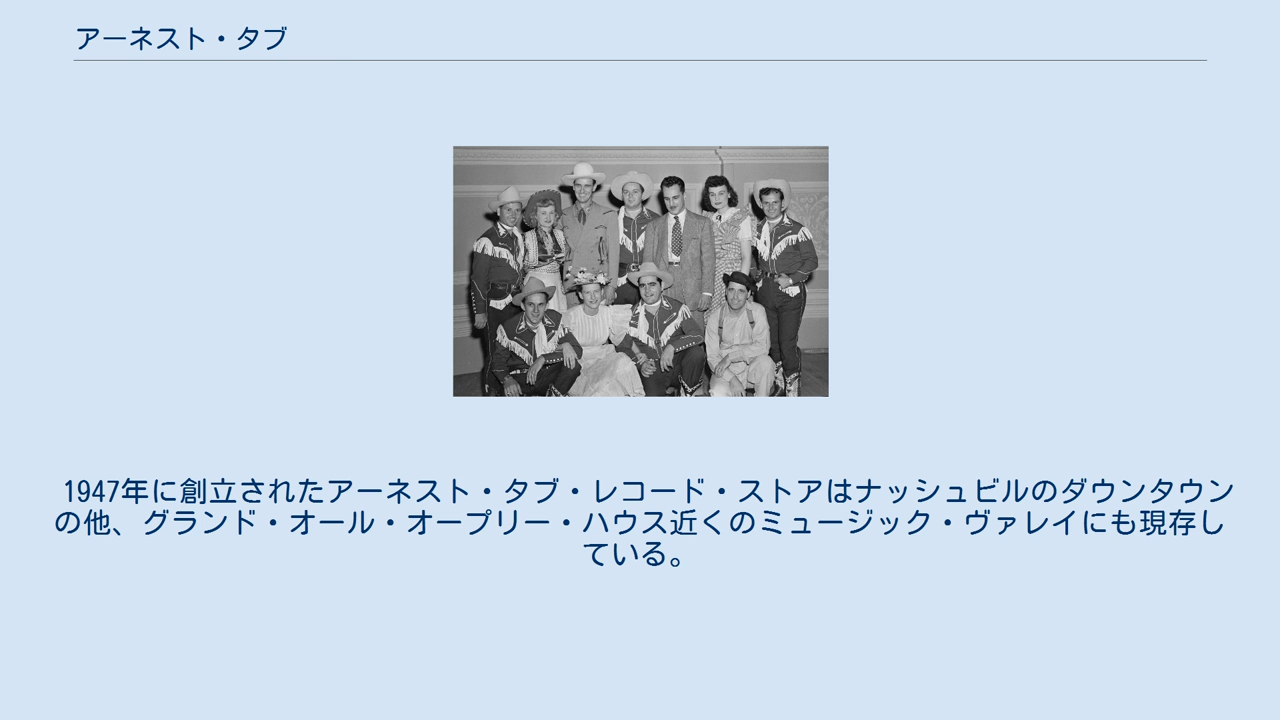 アーネスト・タブ
1947年に創立されたアーネスト・タブ・レコード・ストアはナッシュビルのダウンタウン
の他、グランド・オール・オープリー・ハウス近くのミュージック・ヴァレイにも現存し
ている。